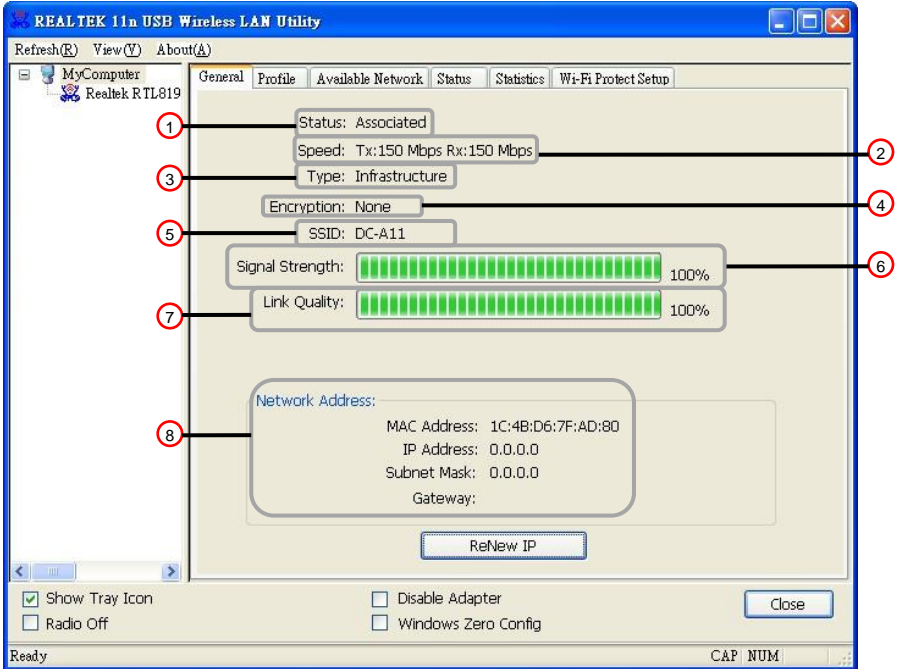 REALTEK 11n USB Wireless LAN Utility
Refresh(R) View(V) About(A)
MyComputer
Realtek RTL819
General Profile Available Network Status Statistics Wi-Fi Protect Setup
1
Status: Associated
Speed: Tx:150 Mbps Rx:150 Mbps
2
3
Type: Infrastructure
Encryption: None
4
5
SSID: DC-A11
Signal Strength: 100%
6
7
Link Quality: 100%
Network Address:
8
MAC Address: 1C:4B:D6:7F:AD:80
IP Address: 0.0.0.0
Subnet Mask: 0.0.0.0
Gateway:
ReNew IP
Show Tray Icon
Disable Adapter
Close
Radio Off
Windows Zero Config
Ready
CAP NUM